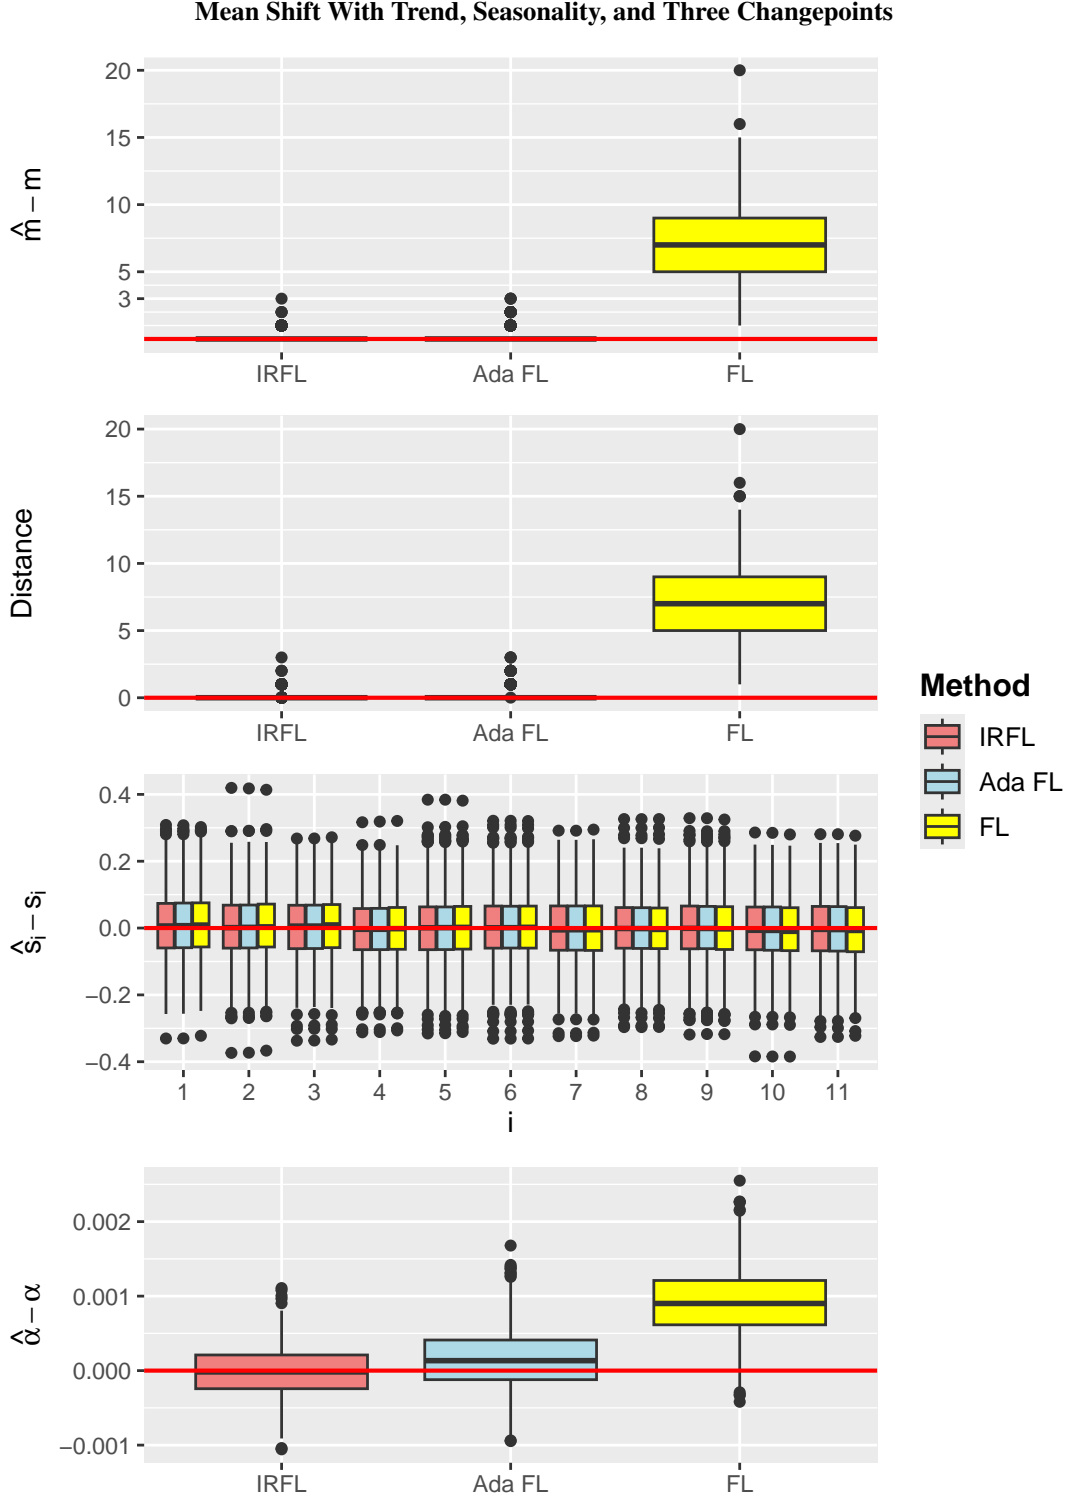 Mean Shift With Trend, Seasonality, and Three Changepoints
m̂ − m
20
15
10
5
3
IRFL Ada FL FL
Distance
20
15
10
5
0
IRFL Ada FL FL
ŝᵢ − sᵢ
0.4
0.2
0.0
−0.2
−0.4
1 2 3 4 5 6 7 8 9 10 11
i
α̂ − α
0.002
0.001
0.000
−0.001
IRFL Ada FL FL
Method
IRFL
Ada FL
FL